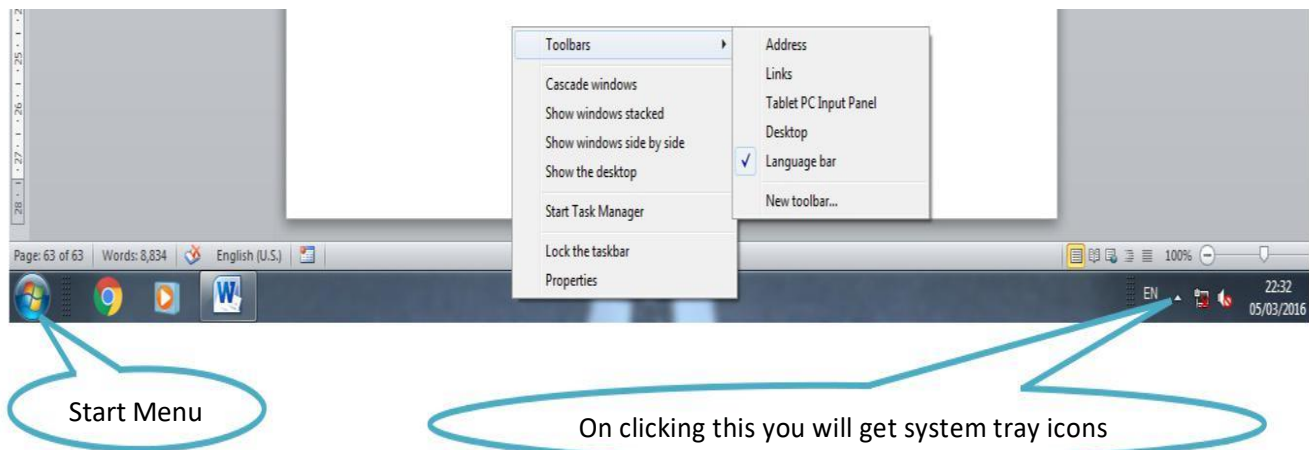 Toolbars
Cascade windows
Show windows stacked
Show windows side by side
Show the desktop
Start Task Manager
Lock the taskbar
Properties
Address
Links
Tablet PC Input Panel
Desktop
Language bar
New toolbar...
25
26
27
28
Page: 63 of 63 Words: 8,834 English (U.S.) 100%
W
EN
22:32
05/03/2016
Start Menu
On clicking this you will get system tray icons